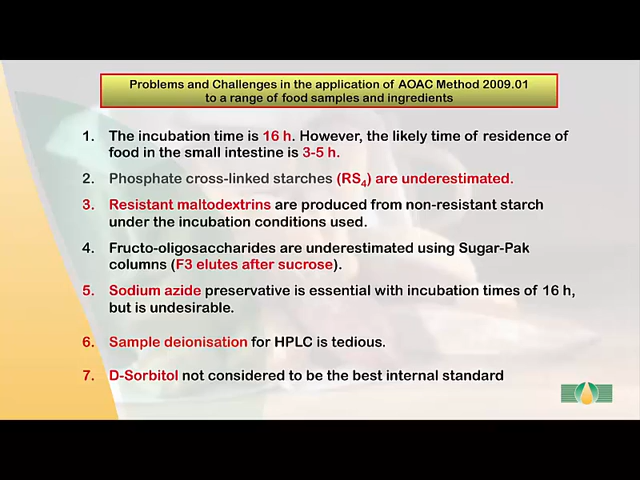 Problems and Challenges in the application of AOAC Method 2009.01
to a range of food samples and ingredients
1. The incubation time is 16 h. However, the likely time of residence of
food in the small intestine is 3-5 h.
2. Phosphate cross-linked starches (RS4) are underestimated.
3. Resistant maltodextrins are produced from non-resistant starch
under the incubation conditions used.
4. Fructo-oligosaccharides are underestimated using Sugar-Pak
columns (F3 elutes after sucrose).
5. Sodium azide preservative is essential with incubation times of 16 h,
but is undesirable.
6. Sample deionisation for HPLC is tedious.
7. D-Sorbitol not considered to be the best internal standard